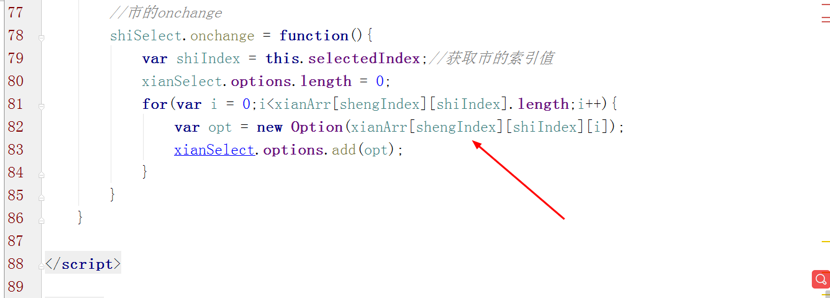 77 //市的onchange
78 shiSelect.onchange = function(){
79 var shiIndex = this.selectedIndex;//获取市的索引值
80 xianSelect.options.length = 0;
81 for(var i = 0;i<xianArr[shengIndex][shiIndex].length;i++){
82 var opt = new Option(xianArr[shengIndex][shiIndex][i]);
83 xianSelect.options.add(opt);
84 }
85 }
86 }
87
88 </script>
89